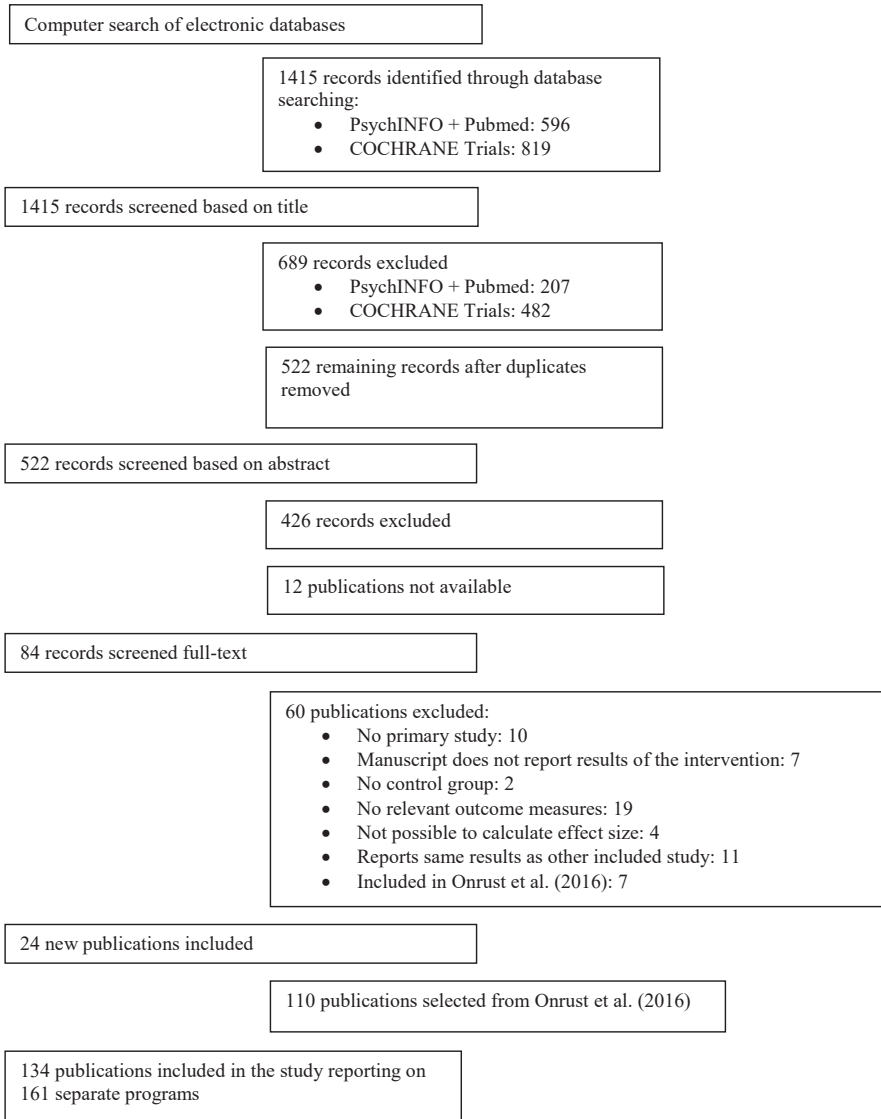 Computer search of electronic databases
1415 records identified through database
searching:
• PsychINFO + Pubmed: 596
• COCHRANE Trials: 819
1415 records screened based on title
689 records excluded
• PsychINFO + Pubmed: 207
• COCHRANE Trials: 482
522 remaining records after duplicates
removed
522 records screened based on abstract
426 records excluded
12 publications not available
84 records screened full-text
60 publications excluded:
• No primary study: 10
• Manuscript does not report results of the intervention: 7
• No control group: 2
• No relevant outcome measures: 19
• Not possible to calculate effect size: 4
• Reports same results as other included study: 11
• Included in Onrust et al. (2016): 7
24 new publications included
110 publications selected from Onrust et al. (2016)
134 publications included in the study reporting on
161 separate programs